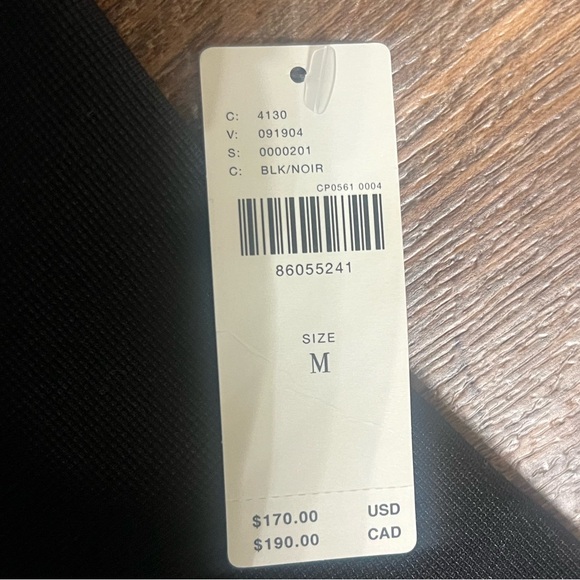 C: 4130
V: 091904
S: 0000201
C: BLK/NOIR
CP0561 0004
86055241
SIZE
M
$170.00 USD
$190.00 CAD